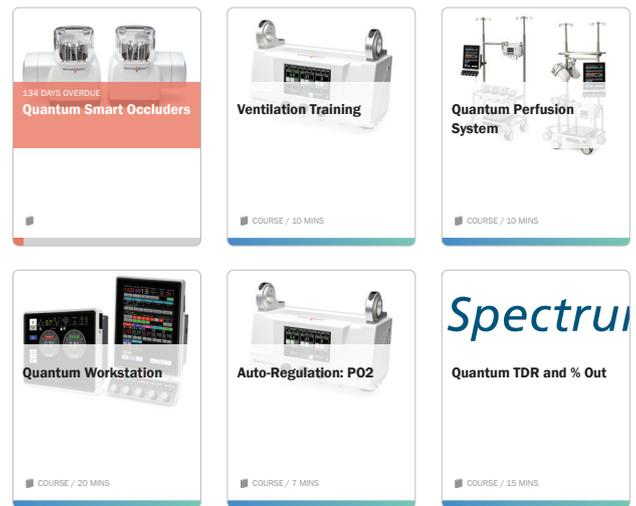 134 DAYS OVERDUE
Quantum Smart Occluders
Ventilation Training
COURSE / 10 MINS
Quantum Perfusion
System
COURSE / 10 MINS
Quantum Workstation
COURSE / 20 MINS
Auto-Regulation: PO2
COURSE / 7 MINS
Spectru
Quantum TDR and % Out
COURSE / 15 MINS